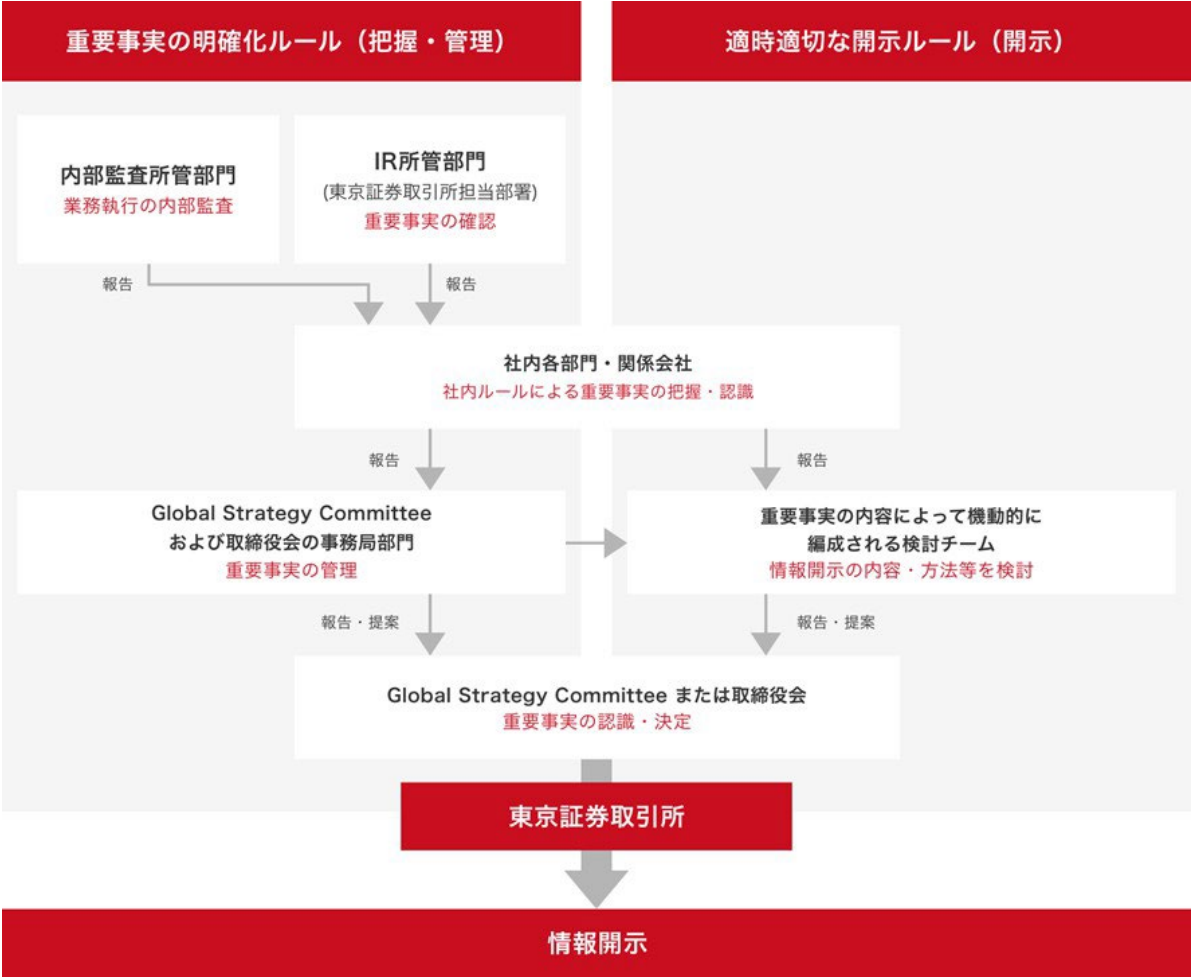 重要事実の明確化ルール（把握・管理）
適時適切な開示ルール（開示）
内部監査所管部門
業務執行の内部監査
IR所管部門
(東京証券取引所担当部署)
重要事実の確認
報告
報告
社内各部門・関係会社
社内ルールによる重要事実の把握・認識
報告
報告
Global Strategy Committee
および取締役会の事務局部門
重要事実の管理
重要事実の内容によって機動的に
編成される検討チーム
情報開示の内容・方法等を検討
報告・提案
報告・提案
Global Strategy Committee または取締役会
重要事実の認識・決定
東京証券取引所
情報開示